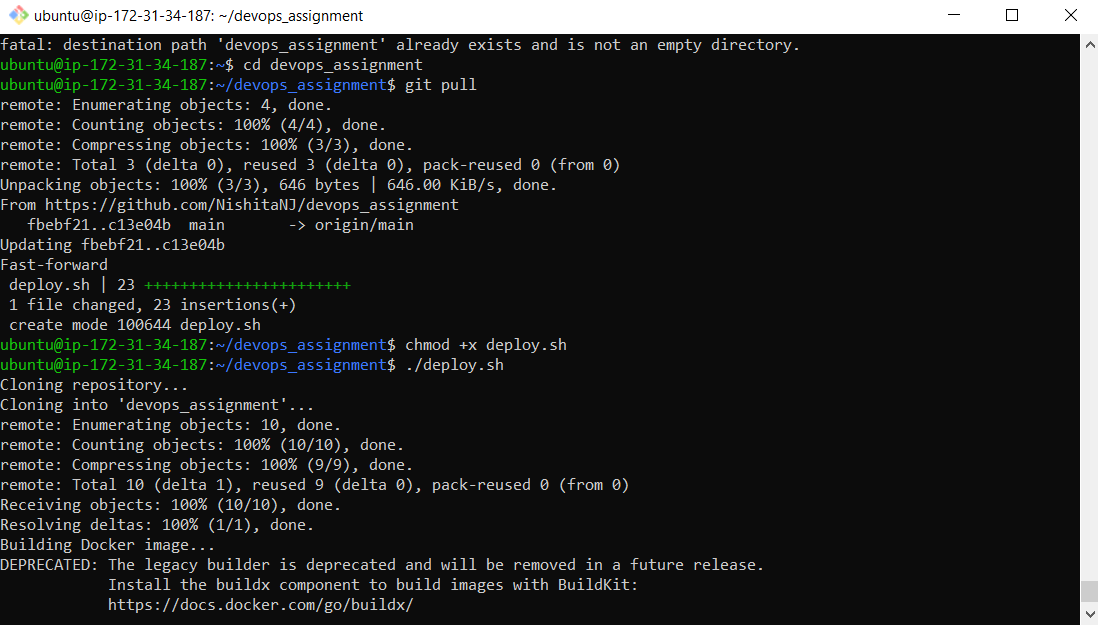 ubuntu@ip-172-31-34-187: ~/devops_assignment
fatal: destination path 'devops_assignment' already exists and is not an empty directory.
ubuntu@ip-172-31-34-187:~$ cd devops_assignment
ubuntu@ip-172-31-34-187:~/devops_assignment$ git pull
remote: Enumerating objects: 4, done.
remote: Counting objects: 100% (4/4), done.
remote: Compressing objects: 100% (3/3), done.
remote: Total 3 (delta 0), reused 3 (delta 0), pack-reused 0 (from 0)
Unpacking objects: 100% (3/3), 646 bytes | 646.00 KiB/s, done.
From https://github.com/NishitaNJ/devops_assignment
   fbebf21..c13e04b  main       -> origin/main
Updating fbebf21..c13e04b
Fast-forward
 deploy.sh | 23 +++++++++++++++++++++++
 1 file changed, 23 insertions(+)
 create mode 100644 deploy.sh
ubuntu@ip-172-31-34-187:~/devops_assignment$ chmod +x deploy.sh
ubuntu@ip-172-31-34-187:~/devops_assignment$ ./deploy.sh
Cloning repository...
Cloning into 'devops_assignment'...
remote: Enumerating objects: 10, done.
remote: Counting objects: 100% (10/10), done.
remote: Compressing objects: 100% (9/9), done.
remote: Total 10 (delta 1), reused 9 (delta 0), pack-reused 0 (from 0)
Receiving objects: 100% (10/10), done.
Resolving deltas: 100% (1/1), done.
Building Docker image...
DEPRECATED: The legacy builder is deprecated and will be removed in a future release.
            Install the buildx component to build images with BuildKit:
            https://docs.docker.com/go/buildx/